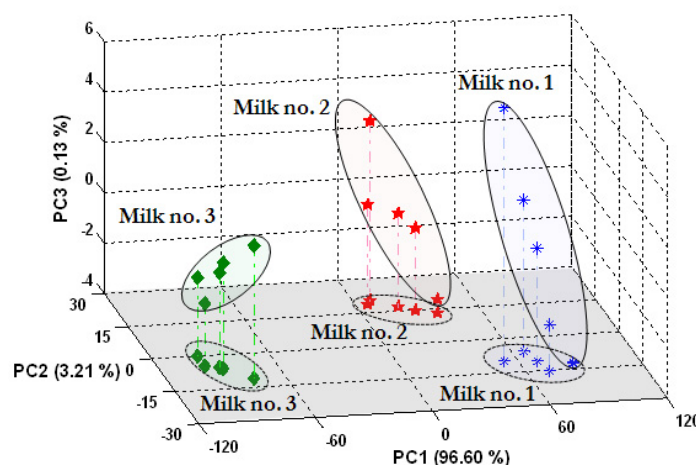 6
4
2
0
-2
-4
PC3 (0.13 %)
Milk no. 1
Milk no. 2
Milk no. 3
30
15
0
-15
-30
PC2 (3.21 %)
Milk no. 2
Milk no. 1
Milk no. 3
-120
-60
0
60
120
PC1 (96.60 %)